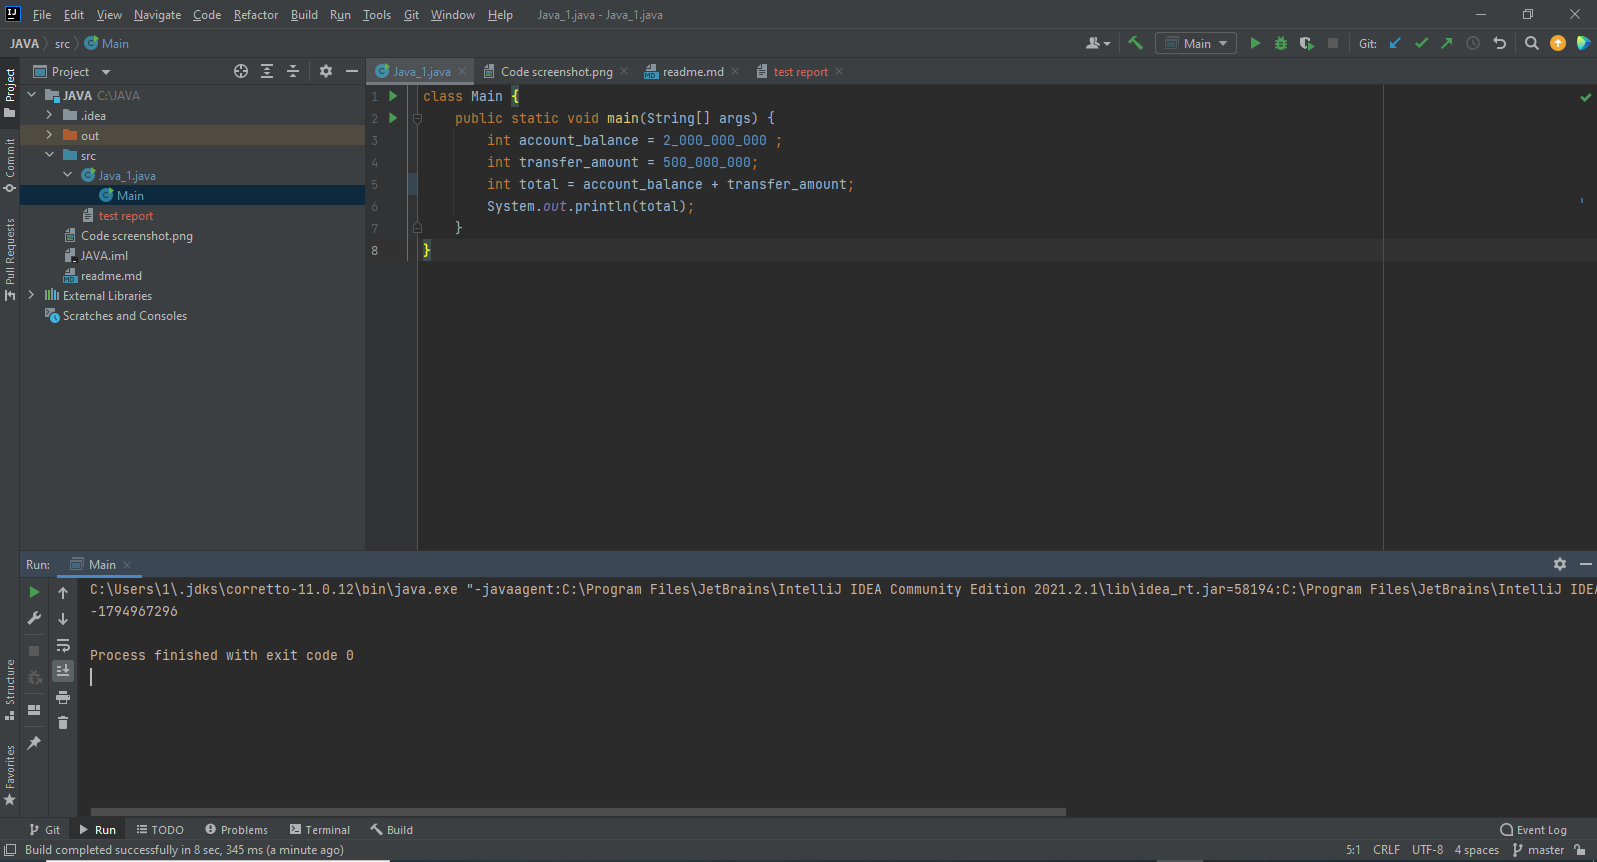 File Edit View Navigate Code Refactor Build Run Tools Git Window Help Java_1.java - Java_1.java
JAVA src Main
Main Git:
Project
Java_1.java Code screenshot.png readme.md test report
Project
Commit
Pull Requests
JAVA C:\JAVA
.idea
out
src
Java_1.java
Main
test report
Code screenshot.png
JAVA.iml
readme.md
External Libraries
Scratches and Consoles
1 class Main {
2 public static void main(String[] args) {
3 int account_balance = 2_000_000_000 ;
4 int transfer_amount = 500_000_000;
5 int total = account_balance + transfer_amount;
6 System.out.println(total);
7 }
8 }
Run: Main
C:\Users\1\.jdks\corretto-11.0.12\bin\java.exe "-javaagent:C:\Program Files\JetBrains\IntelliJ IDEA Community Edition 2021.2.1\lib\idea_rt.jar=58194:C:\Program Files\JetBrains\IntelliJ IDEA
-1794967296
Process finished with exit code 0
Structure
Favorites
Git Run TODO Problems Terminal Build Event Log
Build completed successfully in 8 sec, 345 ms (a minute ago) 5:1 CRLF UTF-8 4 spaces master